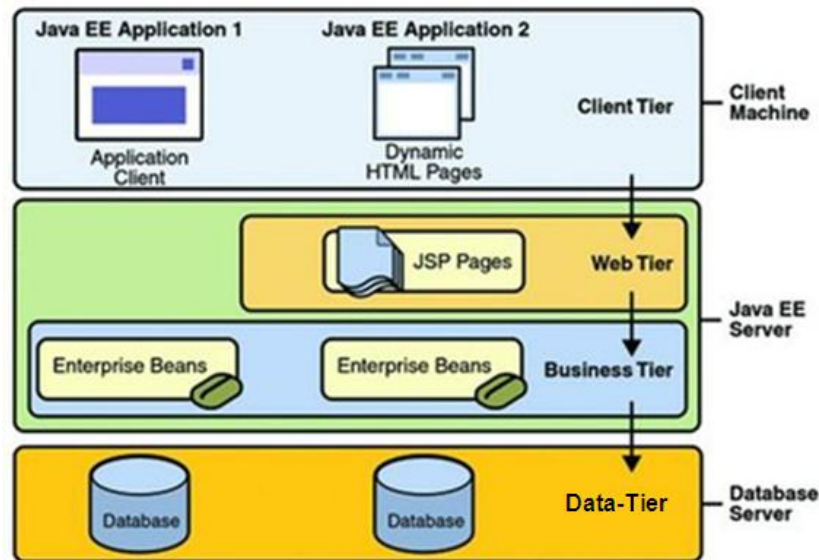 Java EE Application 1
Java EE Application 2
Application
Client
Dynamic
HTML Pages
Client Tier
Client
Machine
JSP Pages
Web Tier
Java EE
Server
Enterprise Beans
Enterprise Beans
Business Tier
Database
Database
Data-Tier
Database
Server